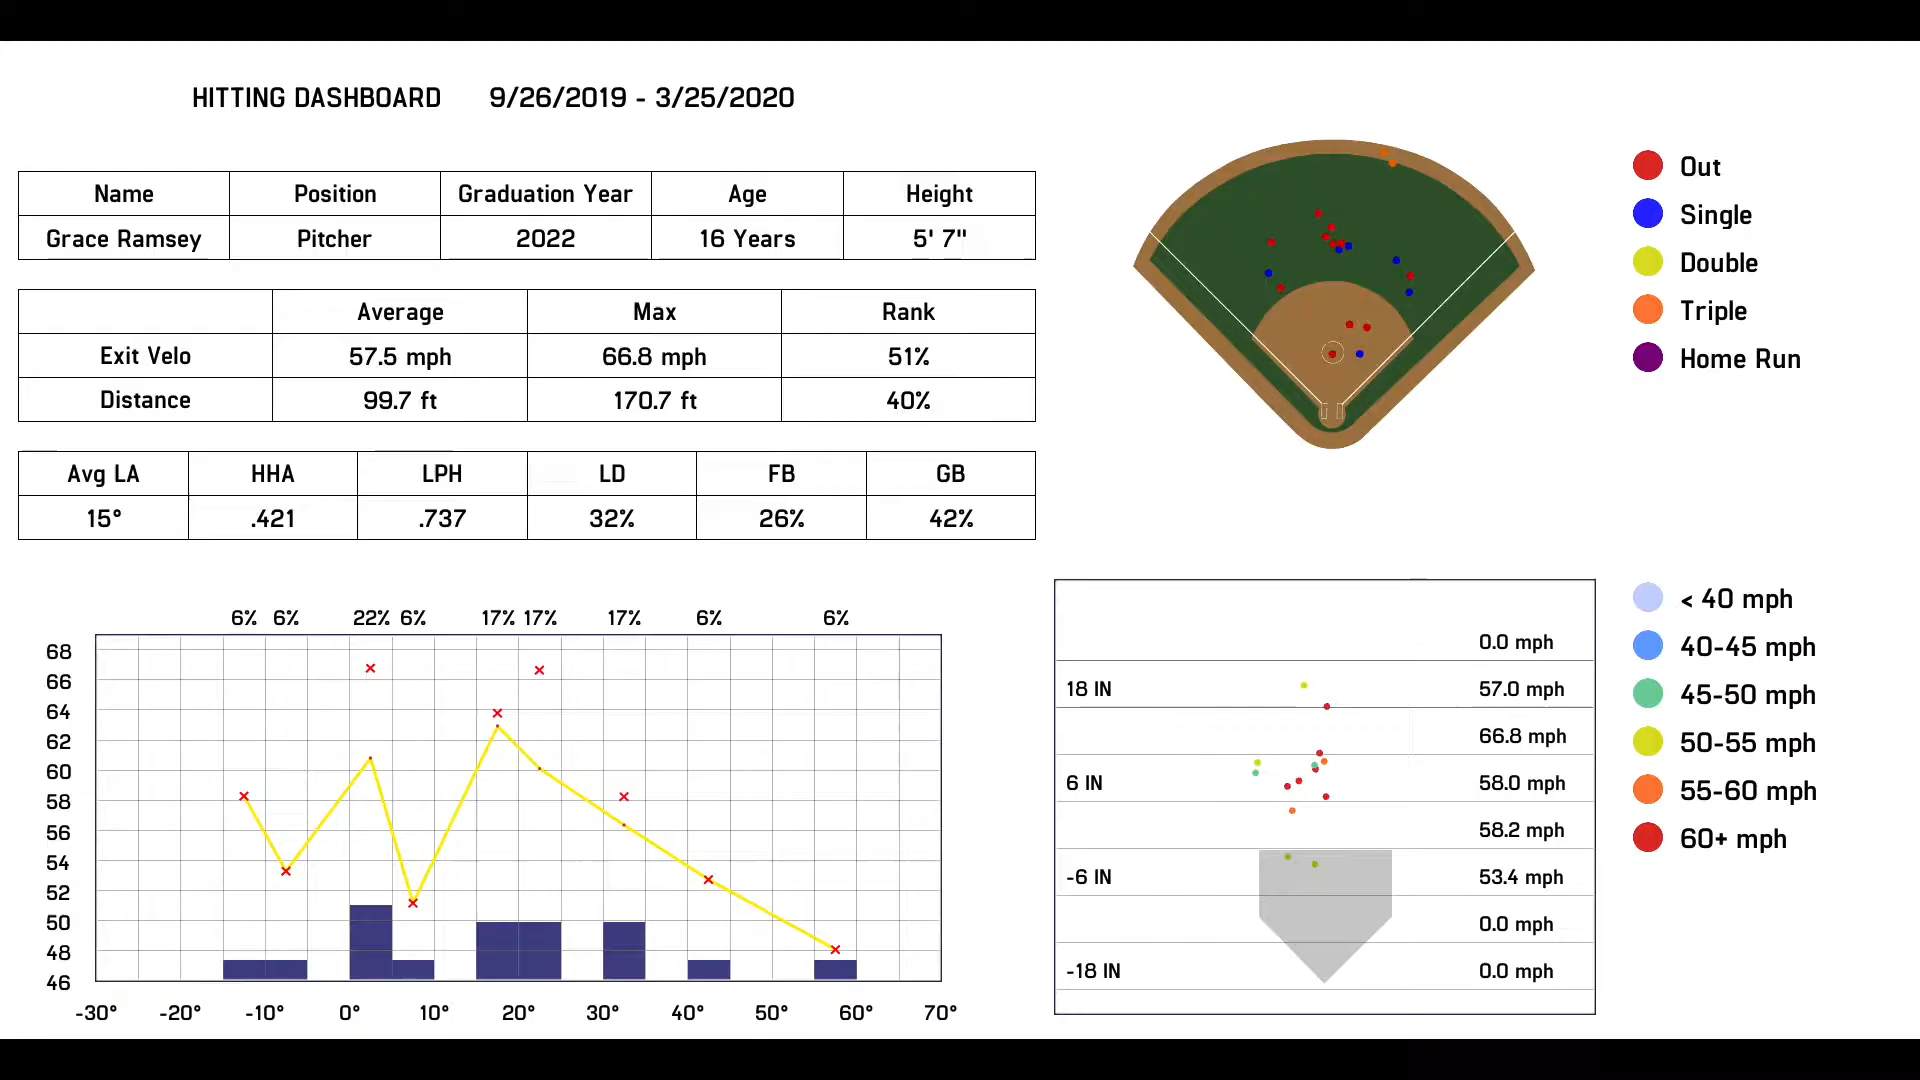 HITTING DASHBOARD 9/26/2019 - 3/25/2020
Name Position Graduation Year Age Height
Grace Ramsey Pitcher 2022 16 Years 5' 7"
Average Max Rank
Exit Velo 57.5 mph 66.8 mph 51%
Distance 99.7 ft 170.7 ft 40%
Avg LA HHA LPH LD FB GB
15° .421 .737 32% 26% 42%
Out
Single
Double
Triple
Home Run
6% 6% 22% 6% 17% 17% 17% 6% 6%
68
66
64
62
60
58
56
54
52
50
48
46
-30° -20° -10° 0° 10° 20° 30° 40° 50° 60° 70°
0.0 mph
18 IN 57.0 mph
66.8 mph
6 IN 58.0 mph
58.2 mph
-6 IN 53.4 mph
0.0 mph
-18 IN 0.0 mph
< 40 mph
40-45 mph
45-50 mph
50-55 mph
55-60 mph
60+ mph